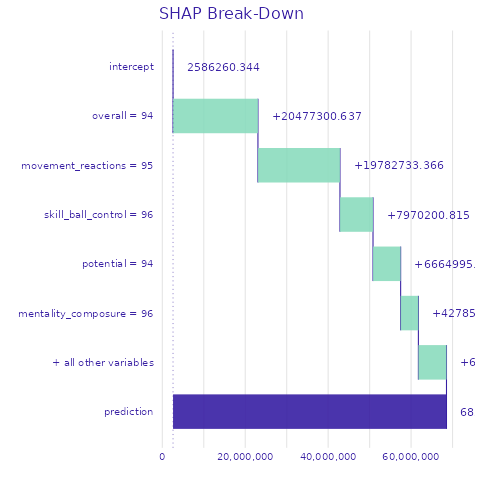 SHAP Break-Down
intercept 2586260.344
overall = 94 +20477300.637
movement_reactions = 95 +19782733.366
skill_ball_control = 96 +7970200.815
potential = 94 +6664995.
mentality_composure = 96 +42785
+ all other variables +6
prediction 68
0 20,000,000 40,000,000 60,000,000